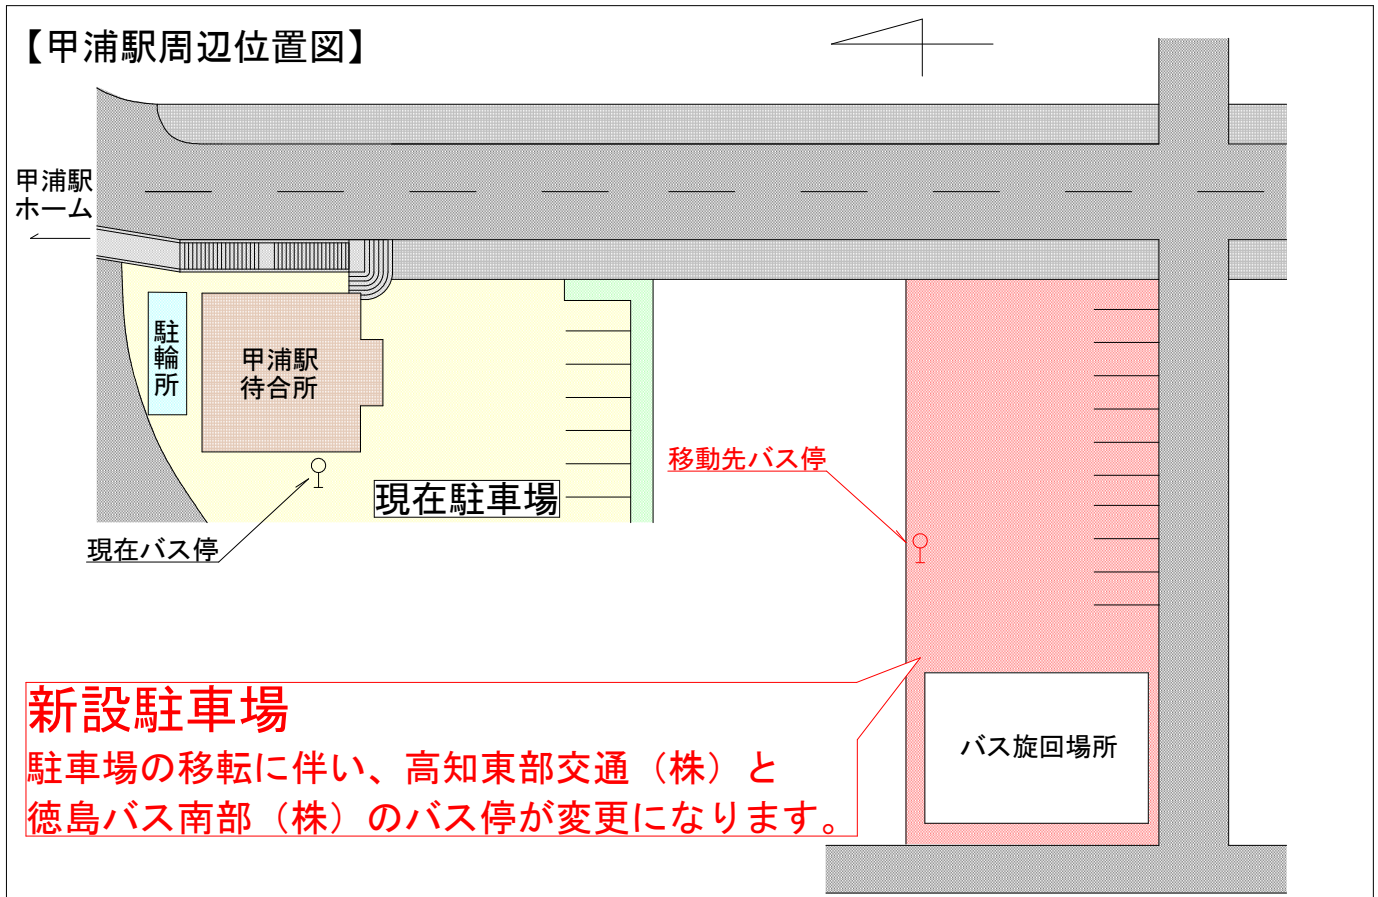 【甲浦駅周辺位置図】
甲浦駅
ホーム
駐輪所
甲浦駅
待合所
現在駐車場
現在バス停
移動先バス停
新設駐車場
駐車場の移転に伴い、高知東部交通（株）と
徳島バス南部（株）のバス停が変更になります。
バス旋回場所